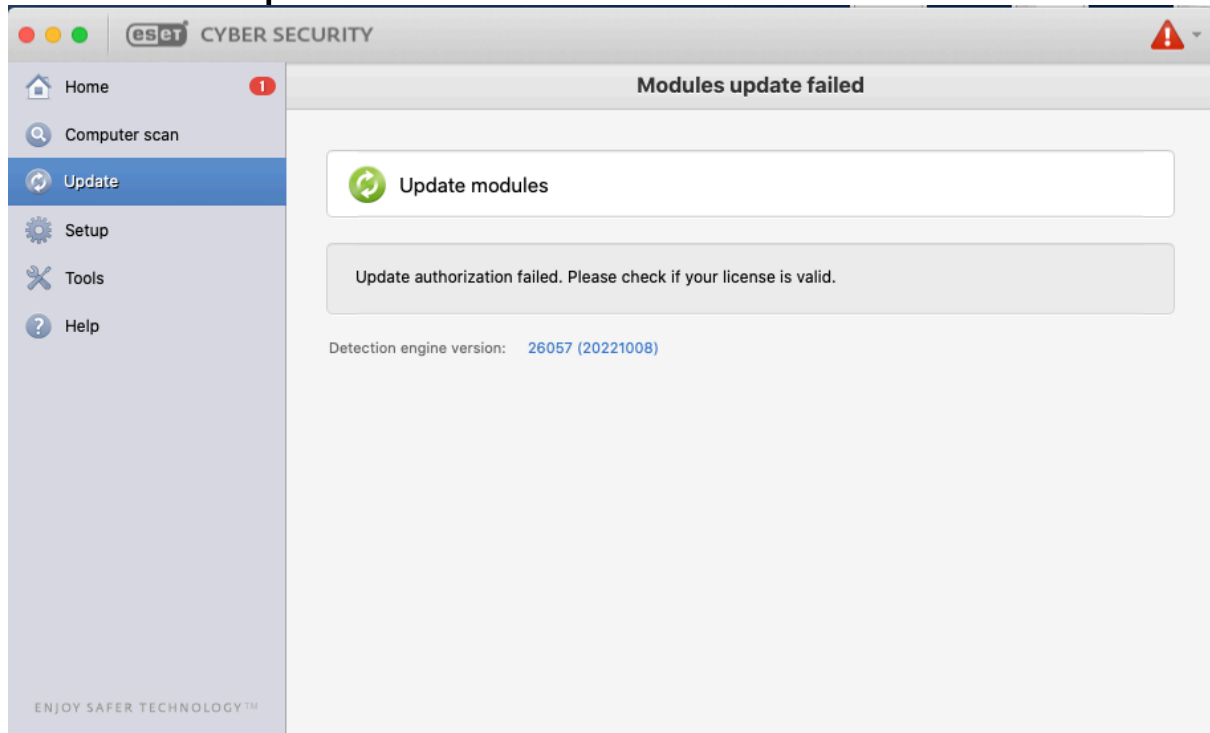 eset CYBER SECURITY
Home 1
Modules update failed
Computer scan
Update
Update modules
Setup
Tools
Update authorization failed. Please check if your license is valid.
Help
Detection engine version: 26057 (20221008)
ENJOY SAFER TECHNOLOGY™